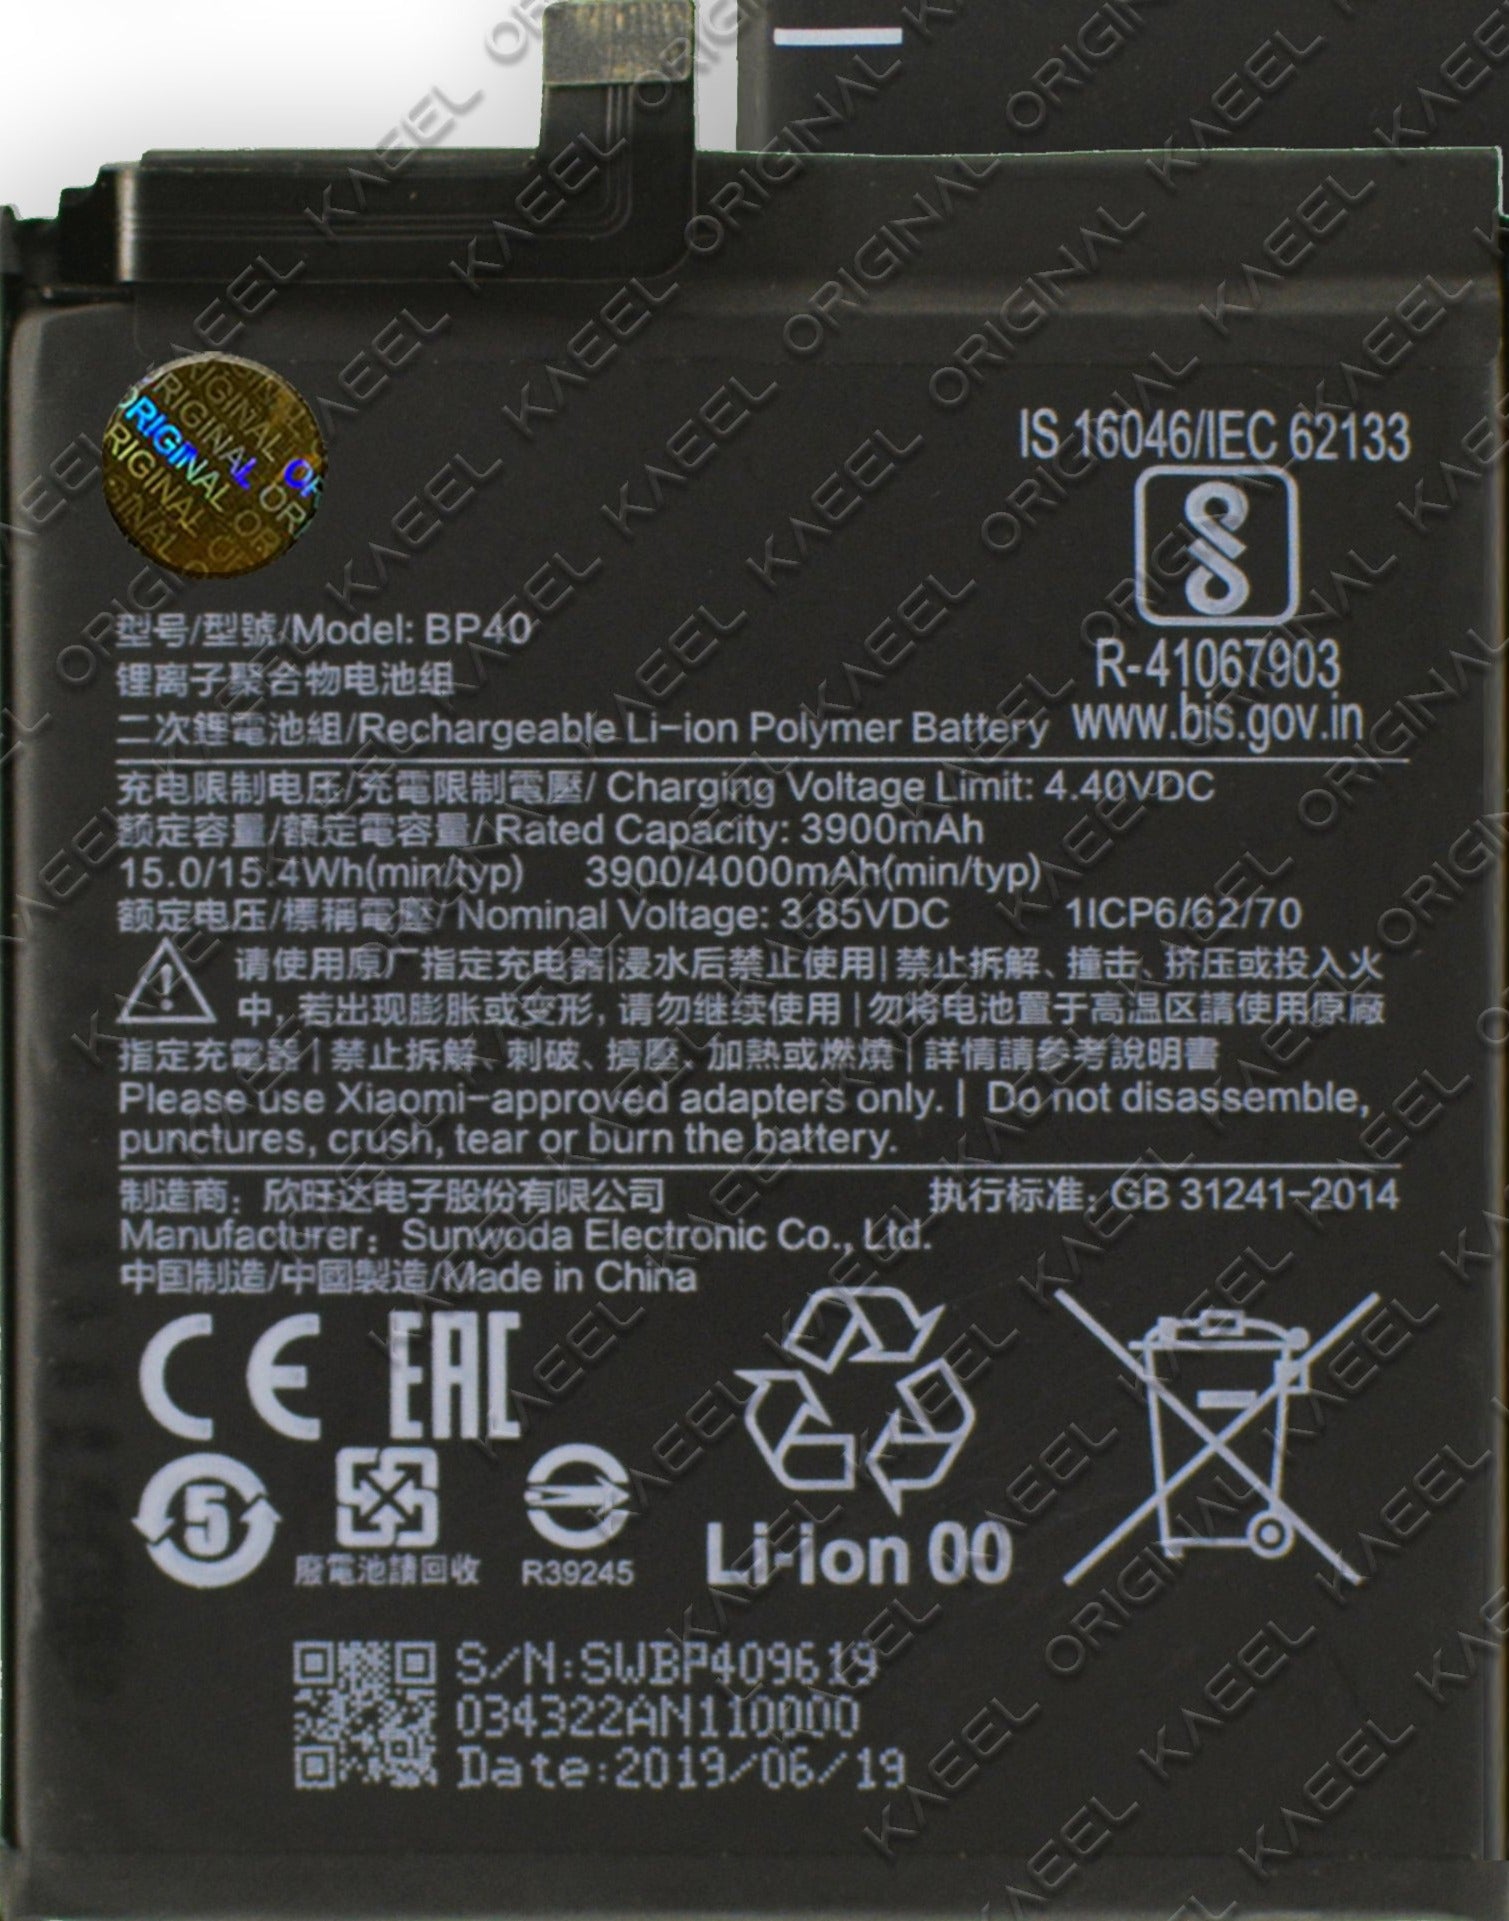 ORIGINAL
ORIGINAL
ORIGINAL
IS 16046/IEC 62133
R-41067903
www.bis.gov.in
型号/型號/Model: BP40
锂离子聚合物电池组
二次鋰電池組/Rechargeable Li-ion Polymer Battery
充电限制电压/充電限制電壓/ Charging Voltage Limit: 4.40VDC
额定容量/額定電容量/ Rated Capacity: 3900mAh
15.0/15.4Wh(min/typ) 3900/4000mAh(min/typ)
额定电压/標稱電壓/ Nominal Voltage: 3.85VDC 1ICP6/62/70
请使用原厂指定充电器|浸水后禁止使用|禁止拆解、撞击、挤压或投入火
中, 若出现膨胀或变形, 请勿继续使用|勿将电池置于高温区請使用原廠
指定充電器|禁止拆解、刺破、擠壓、加熱或燃燒|詳情請参考說明書
Please use Xiaomi-approved adapters only. | Do not disassemble,
punctures, crush, tear or burn the battery.
制造商: 欣旺达电子股份有限公司 执行标准: GB 31241-2014
Manufacturer: Sunwoda Electronic Co., Ltd.
中国制造/中國製造/Made in China
CE EAC
5
廢電池請回收 R39245
Li-ion 00
S/N:SWBP409619
034322AN110000
Date:2019/06/19
KAEEL ORIGINAL